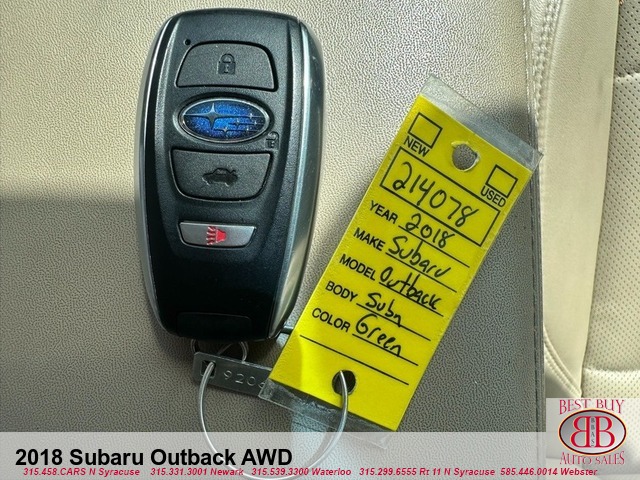 NEW
USED
214078
YEAR 2018
MAKE Subaru
MODEL Outback
BODY Subn
COLOR Green
9206
BEST BUY
BB
AUTO SALES
2018 Subaru Outback AWD
315.458.CARS N Syracuse 315.331.3001 Newark 315.539.3300 Waterloo 315.299.6555 Rt 11 N Syracuse 585.446.0014 Webster